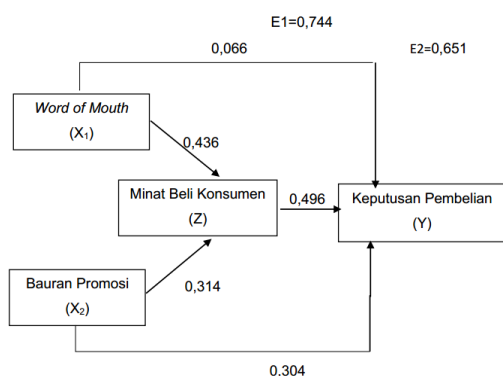 E1=0,744
0,066
E2=0,651
Word of Mouth
(X₁)
0,436
Minat Beli Konsumen
(Z)
0,496
Keputusan Pembelian
(Y)
Bauran Promosi
(X₂)
0,314
0.304